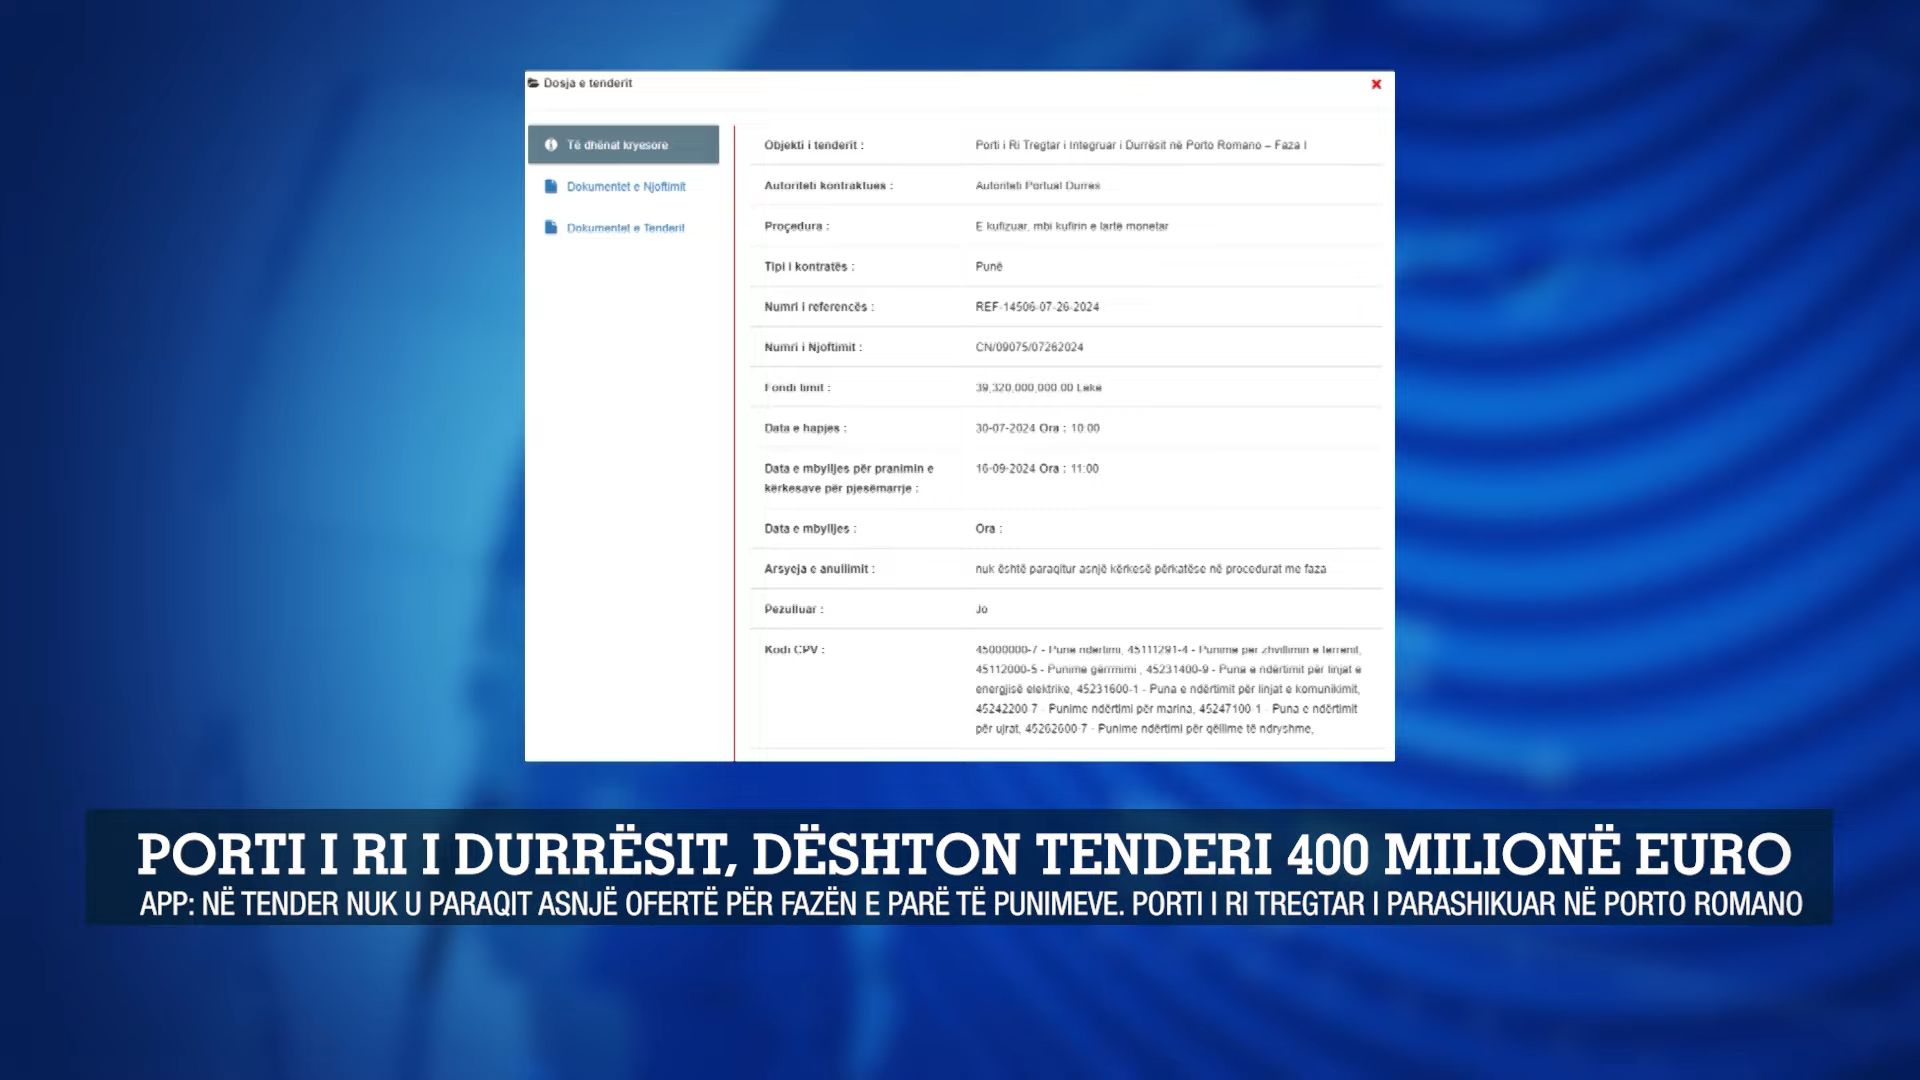 Dosja e tenderit
Të dhënat kryesore
Dokumentet e Njoftimit
Dokumentet e Tenderit
Objekti i tenderit : Porti i Ri Tregtar i Integruar i Durrësit në Porto Romano – Faza I
Autoriteti kontraktues : Autoriteti Portual Durres
Proçedura : E kufizuar, mbi kufirin e lartë monetar
Tipi i kontratës : Punë
Numri i referencës : REF-14506-07-26-2024
Numri i Njoftimit : CN/09075/07262024
Fondi limit : 39,320,000,000.00 Leke
Data e hapjes : 30-07-2024 Ora : 10:00
Data e mbylljes për pranimin e kërkesave për pjesëmarrje : 16-09-2024 Ora : 11:00
Data e mbylljes : Ora :
Arsyeja e anullimit : nuk është paraqitur asnjë kërkesë përkatëse në procedurat me faza
Pezulluar : Jo
Kodi CPV : 45000000-7 - Punë ndërtimi, 45111291-4 - Punime për zhvillimin e terrenit,
45112000-5 - Punime gërmimi , 45231400-9 - Puna e ndërtimit për linjat e
energjisë elektrike, 45231600-1 - Puna e ndërtimit për linjat e komunikimit,
45242200-7 - Punime ndërtimi për marina, 45247100-1 - Puna e ndërtimit
për ujrat, 45262600-7 - Punime ndërtimi për qëllime të ndryshme,
PORTI I RI I DURRËSIT, DËSHTON TENDERI 400 MILIONË EURO
APP: NË TENDER NUK U PARAQIT ASNJË OFERTË PËR FAZËN E PARË TË PUNIMEVE. PORTI I RI TREGTAR I PARASHIKUAR NË PORTO ROMANO